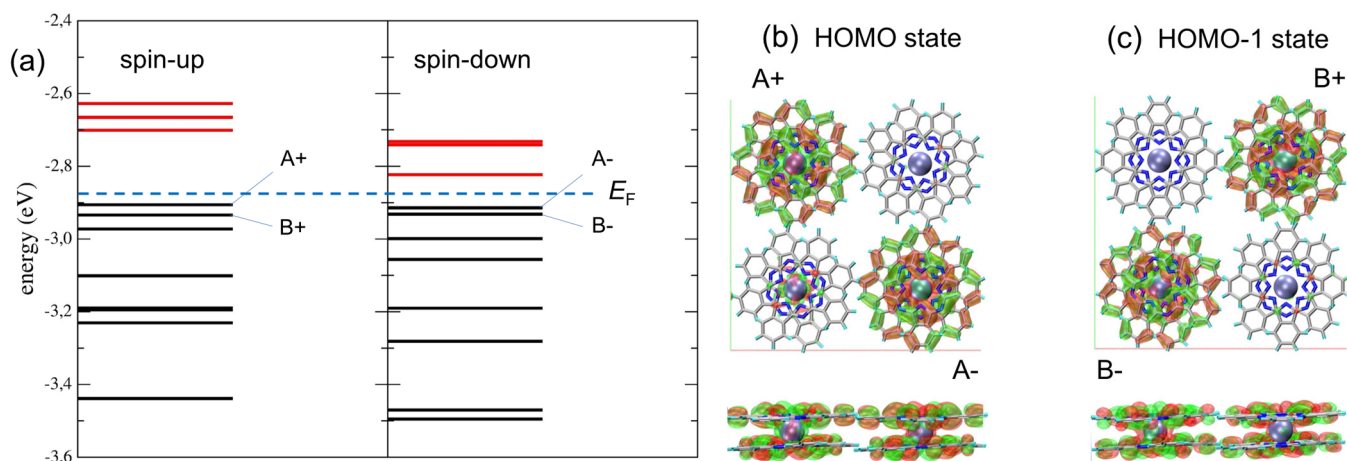 (a)
spin-up
spin-down
energy (eV)
-2,4
-2,6
-2,8
-3,0
-3,2
-3,4
-3,6
A+
B+
A-
B-
EF
(b) HOMO state
A+
A-
(c) HOMO-1 state
B+
B-